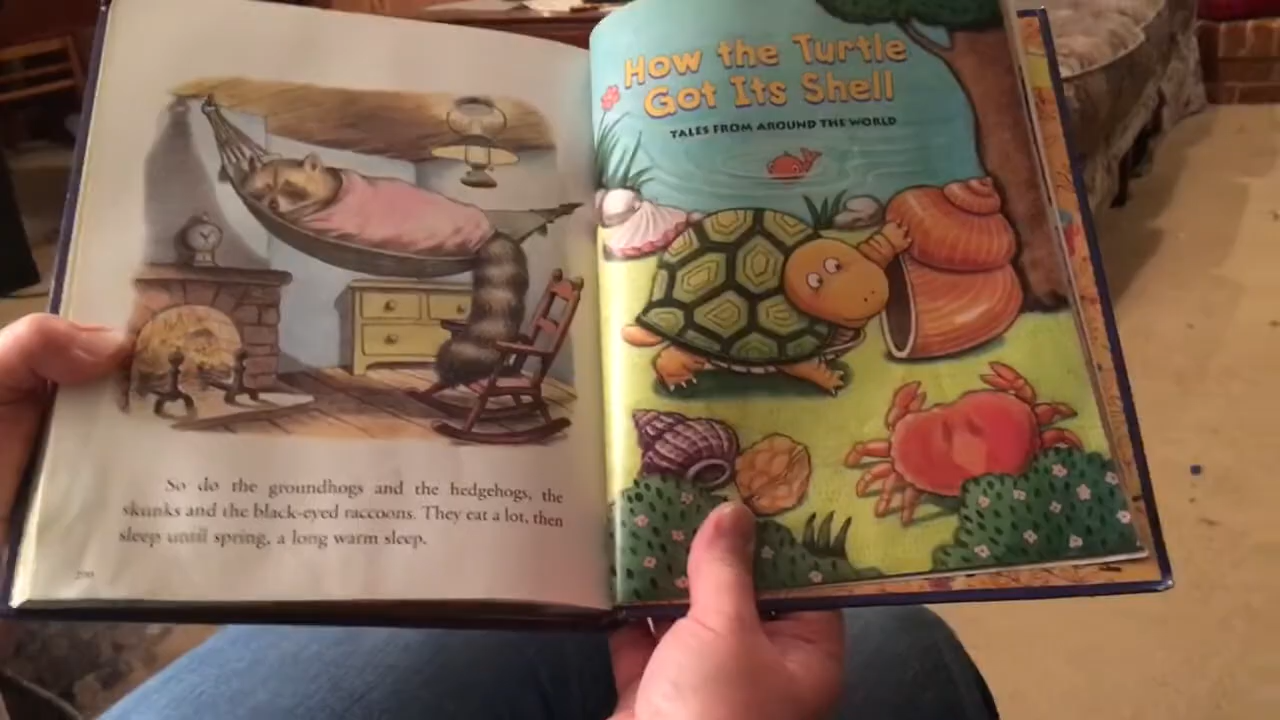 So do the groundhogs and the hedgehogs, the
skunks and the black-eyed raccoons. They eat a lot, then
sleep until spring, a long warm sleep.
How the Turtle
Got Its Shell
TALES FROM AROUND THE WORLD